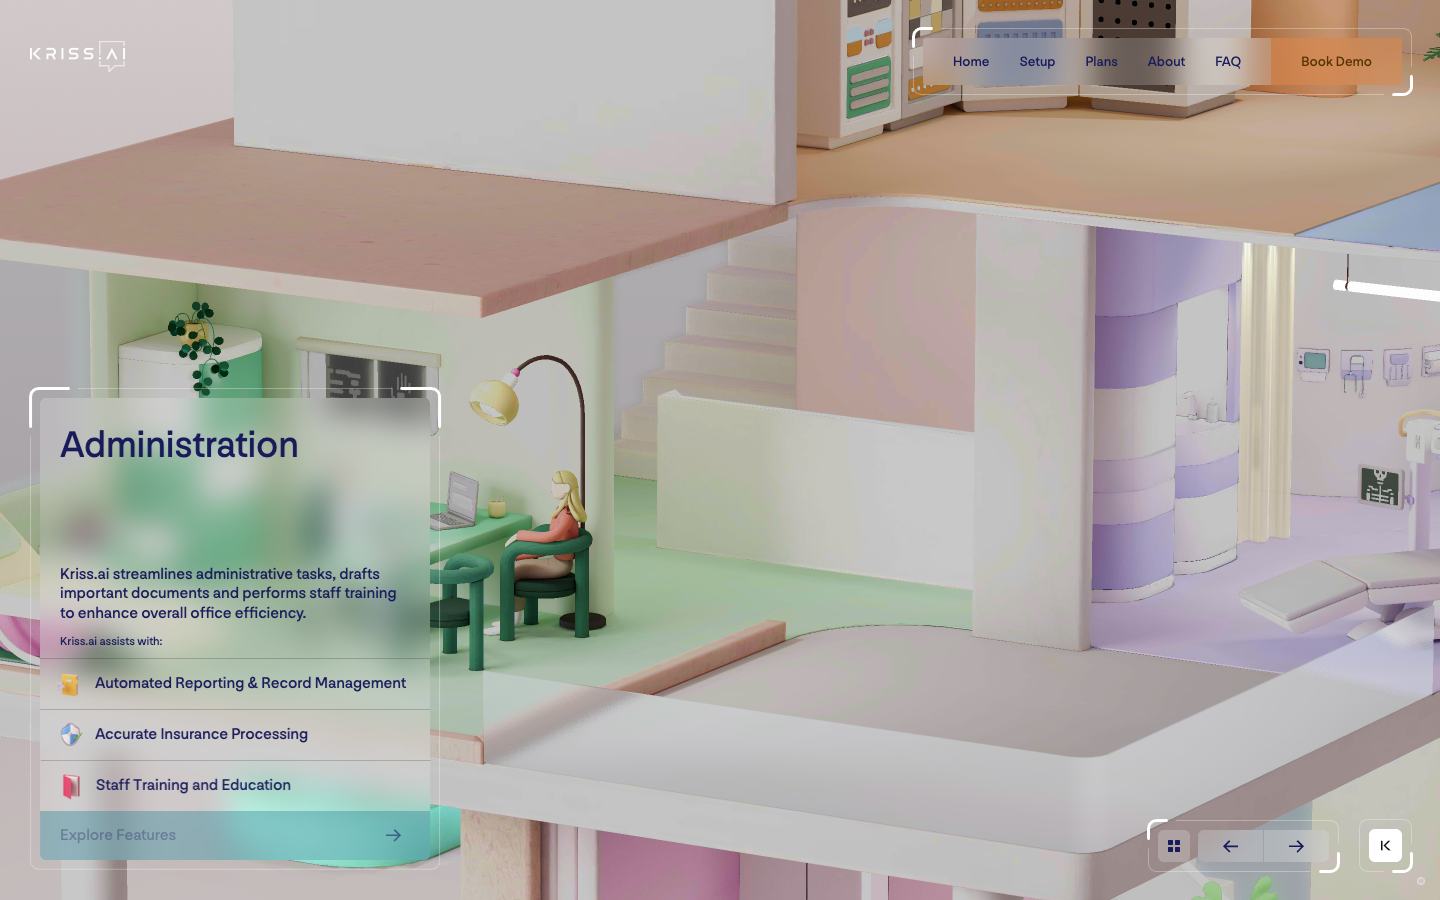 KRISS AI
Home Setup Plans About FAQ Book Demo
Administration
Kriss.ai streamlines administrative tasks, drafts
important documents and performs staff training
to enhance overall office efficiency.
Kriss.ai assists with:
Automated Reporting & Record Management
Accurate Insurance Processing
Staff Training and Education
Explore Features